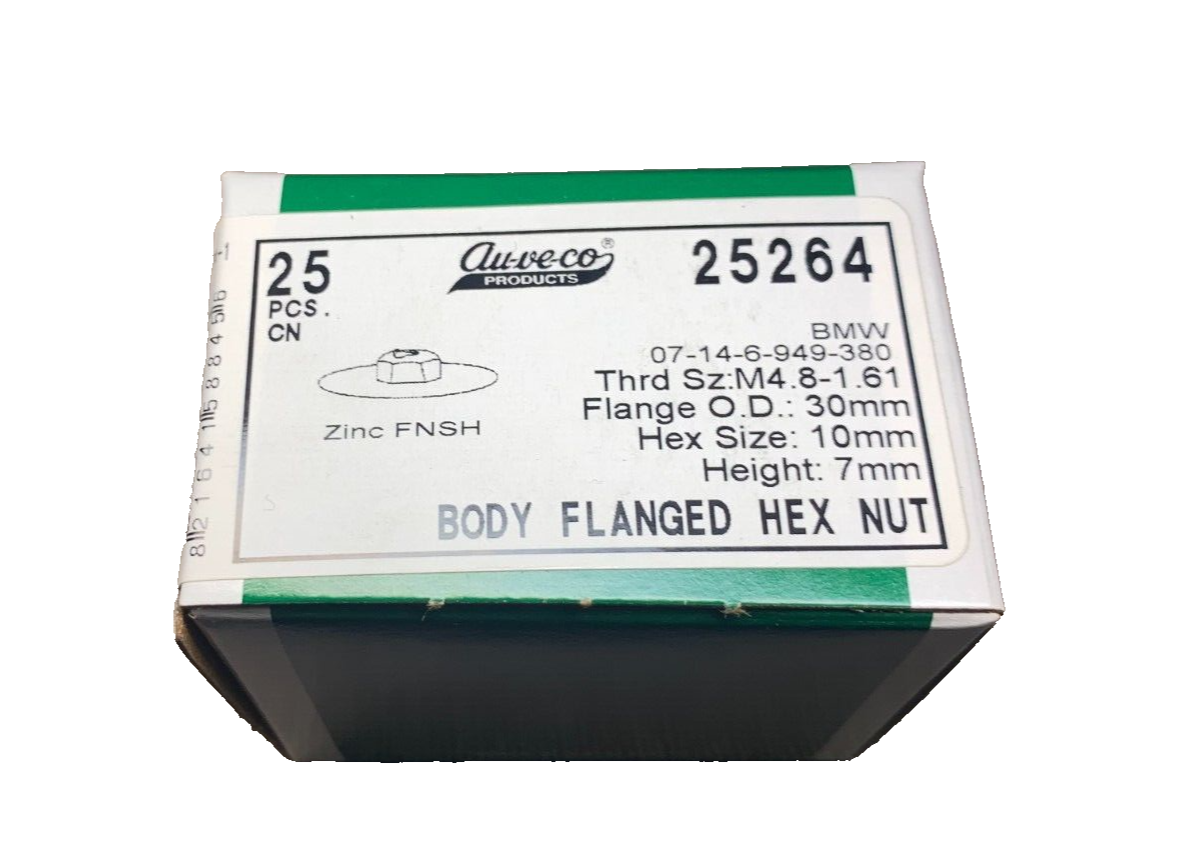 25
PCS.
CN
au-ve-co®
PRODUCTS
25264
BMW
07-14-6-949-380
Thrd Sz:M4.8-1.61
Flange O.D.: 30mm
Hex Size: 10mm
Height: 7mm
Zinc FNSH
BODY FLANGED HEX NUT